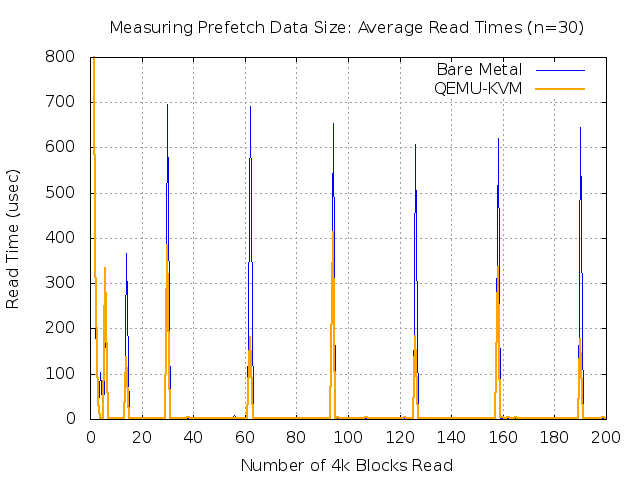 Measuring Prefetch Data Size: Average Read Times (n=30)
Bare Metal
QEMU-KVM
Read Time (usec)
800
700
600
500
400
300
200
100
0
0 20 40 60 80 100 120 140 160 180 200
Number of 4k Blocks Read